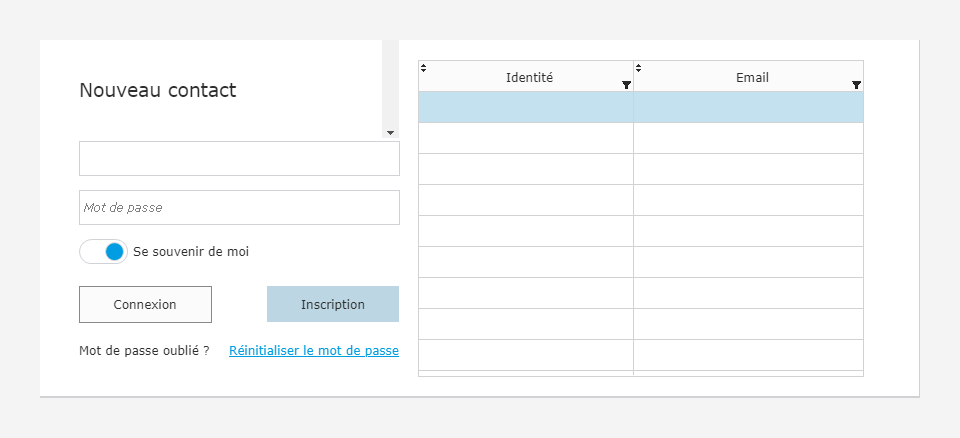 Nouveau contact
Mot de passe
Se souvenir de moi
Connexion
Inscription
Mot de passe oublié ?
Réinitialiser le mot de passe
Identité
Email